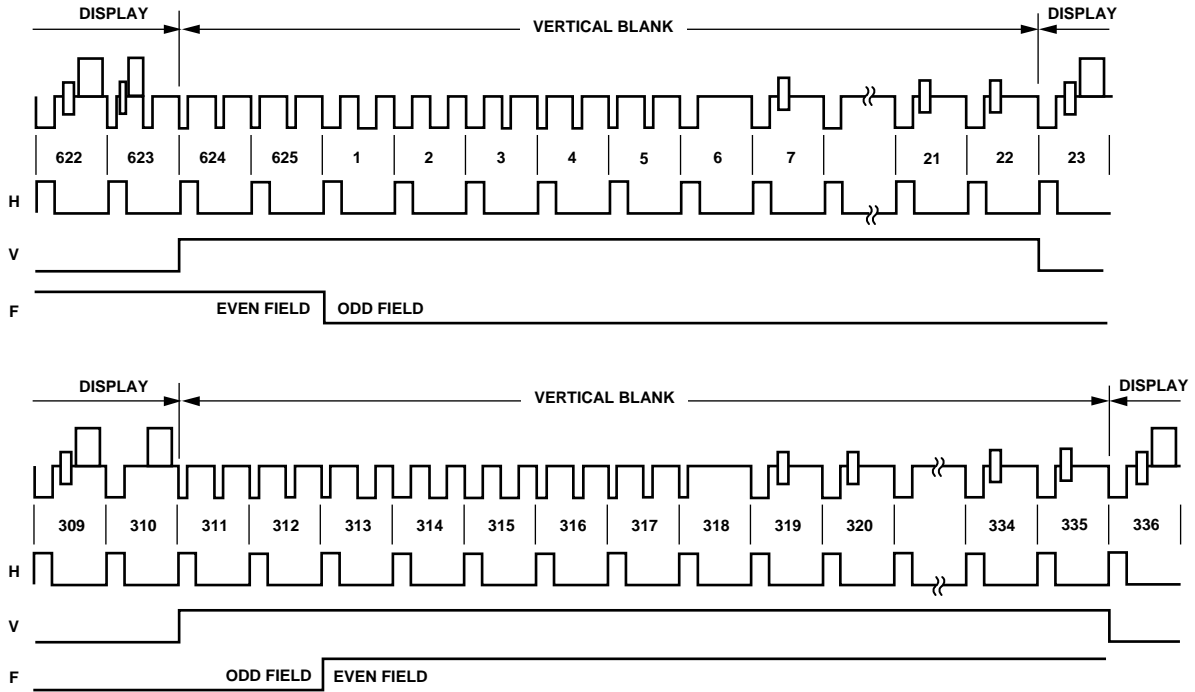 DISPLAY VERTICAL BLANK DISPLAY
622 623 624 625 1 2 3 4 5 6 7 21 22 23
H
V
EVEN FIELD ODD FIELD
F
DISPLAY VERTICAL BLANK DISPLAY
309 310 311 312 313 314 315 316 317 318 319 320 334 335 336
H
V
F ODD FIELD EVEN FIELD